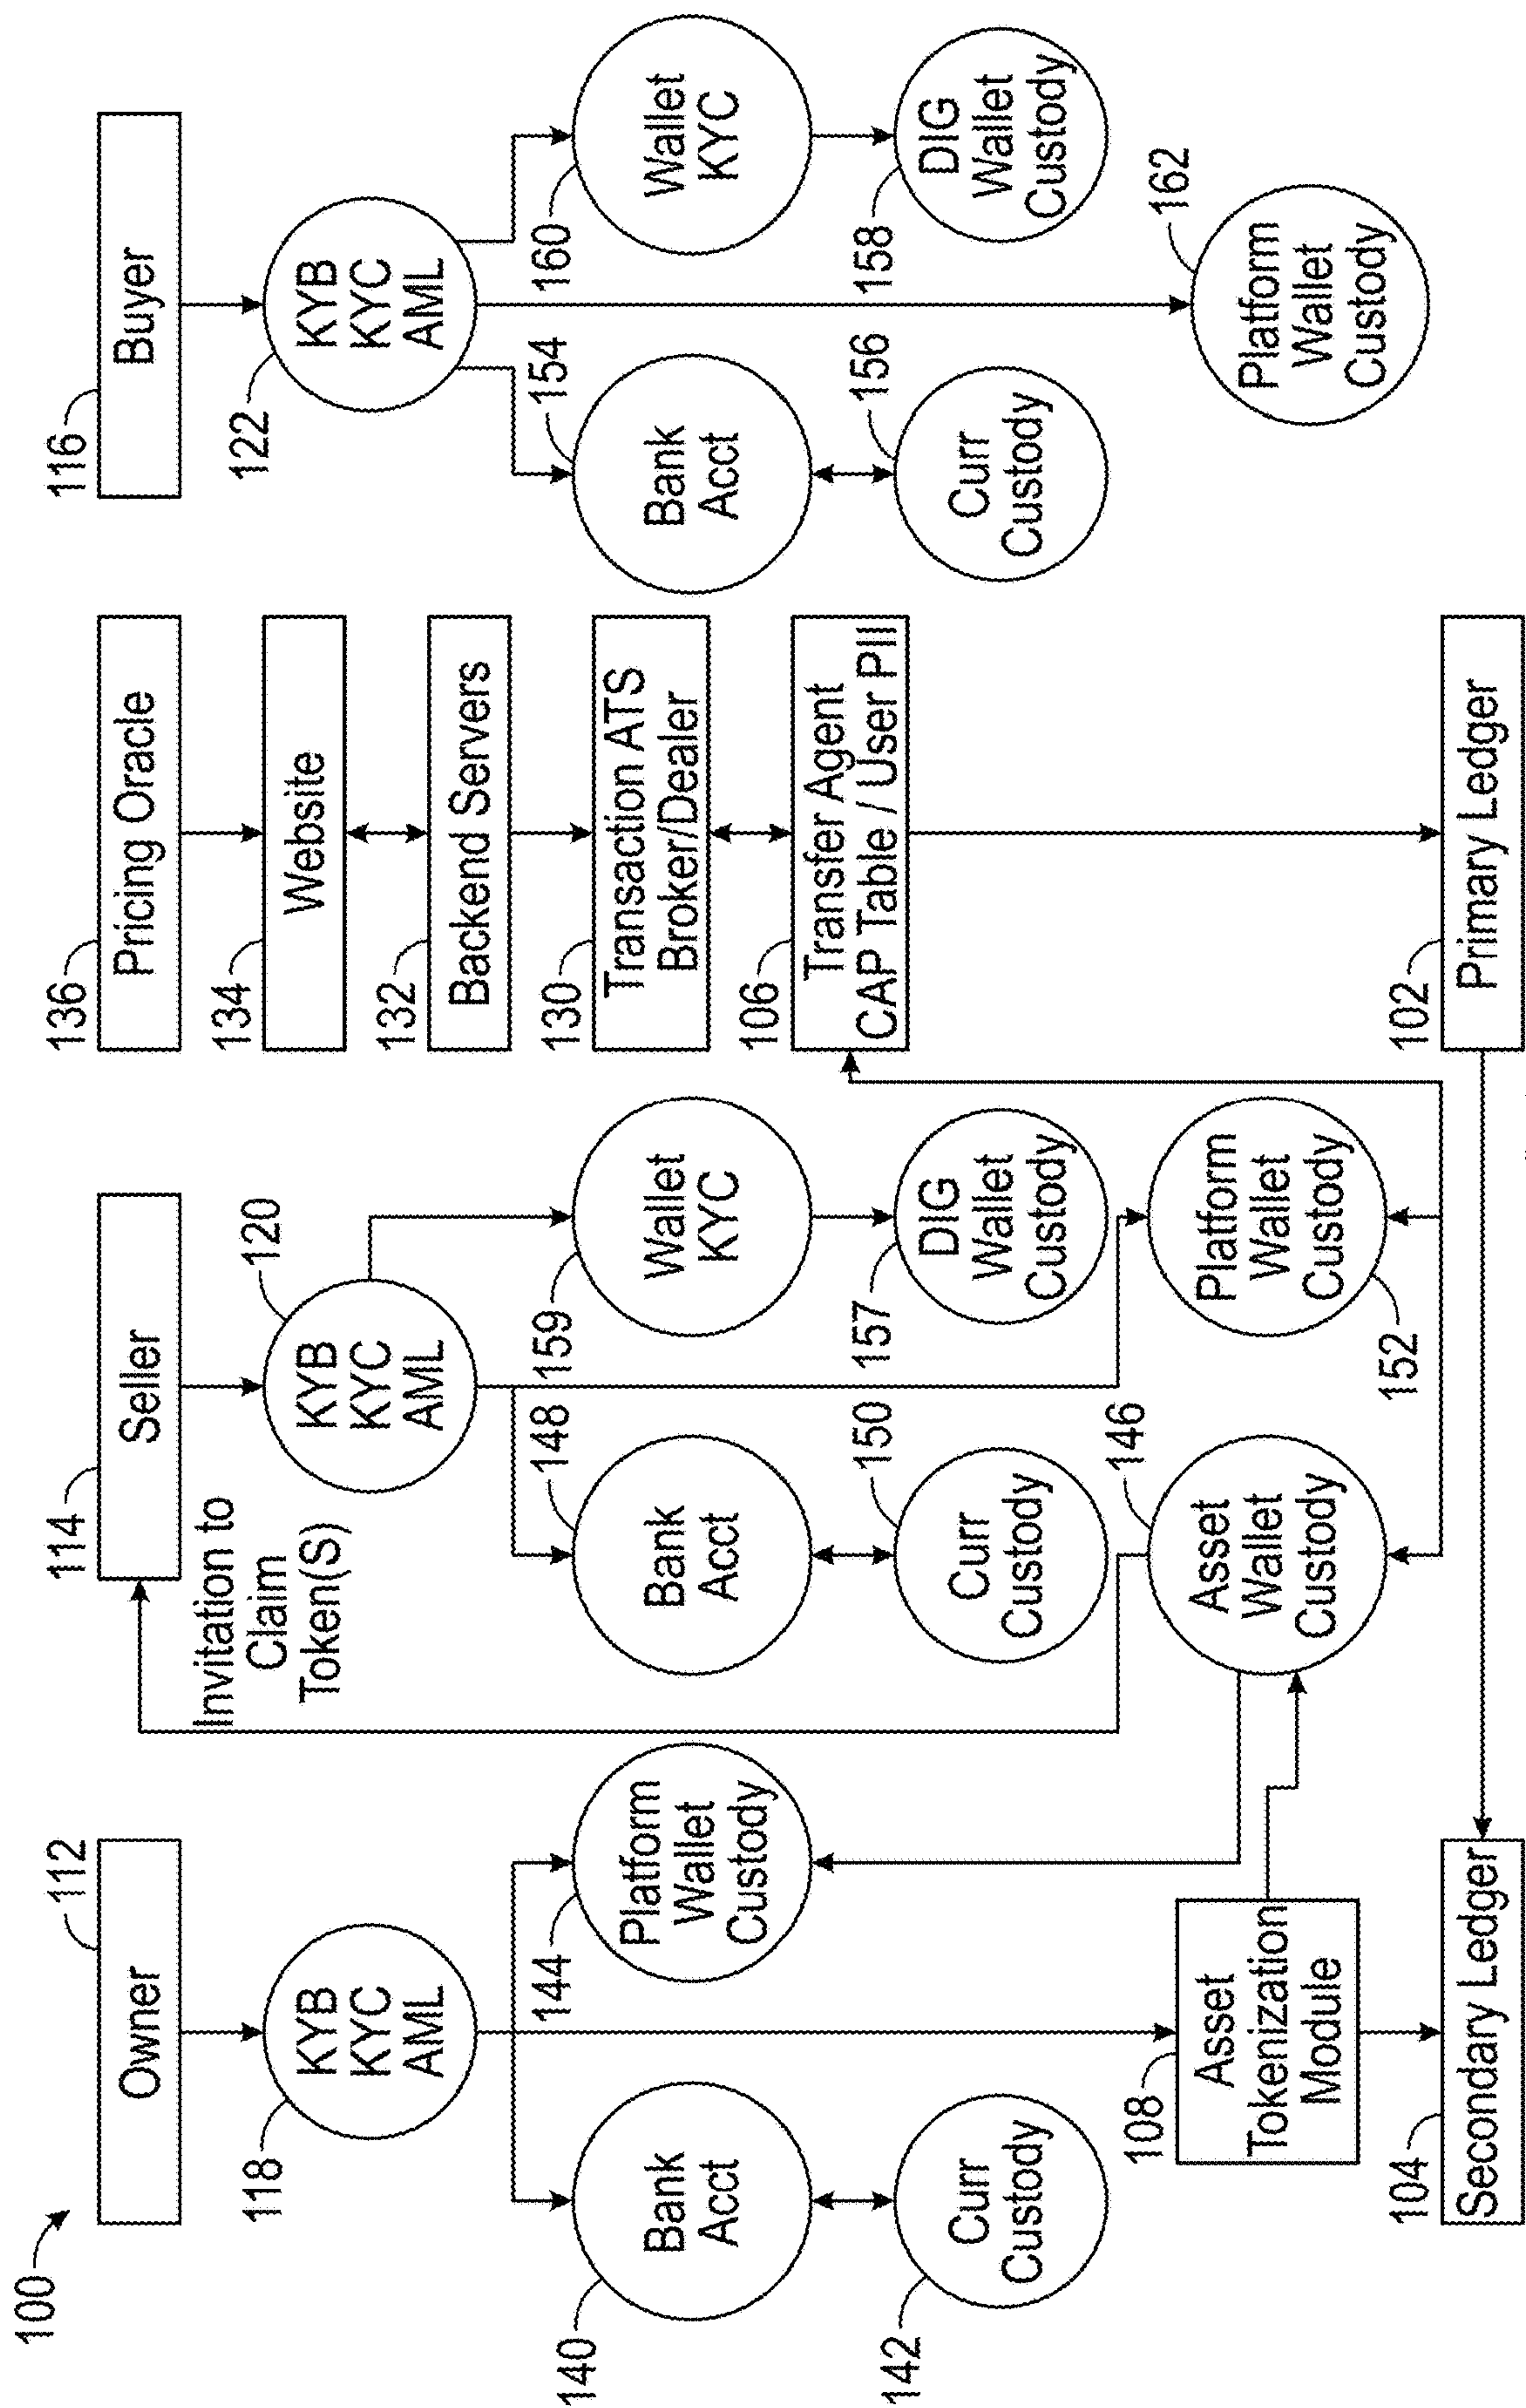 100
112
Owner
118
KYB
KYC
AML
140
Bank
Acct
142
Curr
Custody
144
Platform
Wallet
Custody
108
Asset
Tokenization
Module
104
Secondary Ledger
114
Seller
Invitation to
Claim
Token(S)
120
KYB
KYC
AML
148
Bank
Acct
150
Curr
Custody
146
Asset
Wallet
Custody
159
Wallet
KYC
157
DIG
Wallet
Custody
Platform
Wallet
Custody
152
136
Pricing Oracle
134
Website
132
Backend Servers
130
Transaction ATS
Broker/Dealer
106
Transfer Agent
CAP Table / User PII
102
Primary Ledger
116
Buyer
122
KYB
KYC
AML
154
Bank
Acct
156
Curr
Custody
160
Wallet
KYC
158
DIG
Wallet
Custody
162
Platform
Wallet
Custody